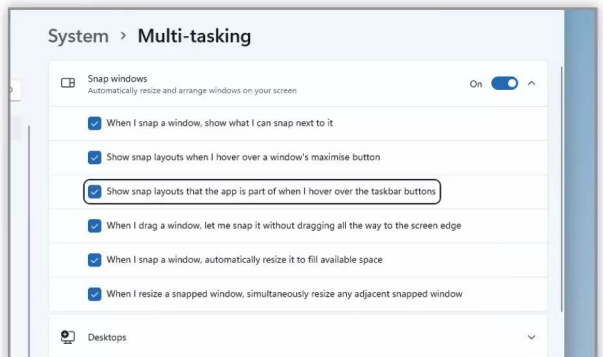 System > Multi-tasking
Snap windows
Automatically resize and arrange windows on your screen
On
When I snap a window, show what I can snap next to it
Show snap layouts when I hover over a window's maximise button
Show snap layouts that the app is part of when I hover over the taskbar buttons
When I drag a window, let me snap it without dragging all the way to the screen edge
When I snap a window, automatically resize it to fill available space
When I resize a snapped window, simultaneously resize any adjacent snapped window
Desktops